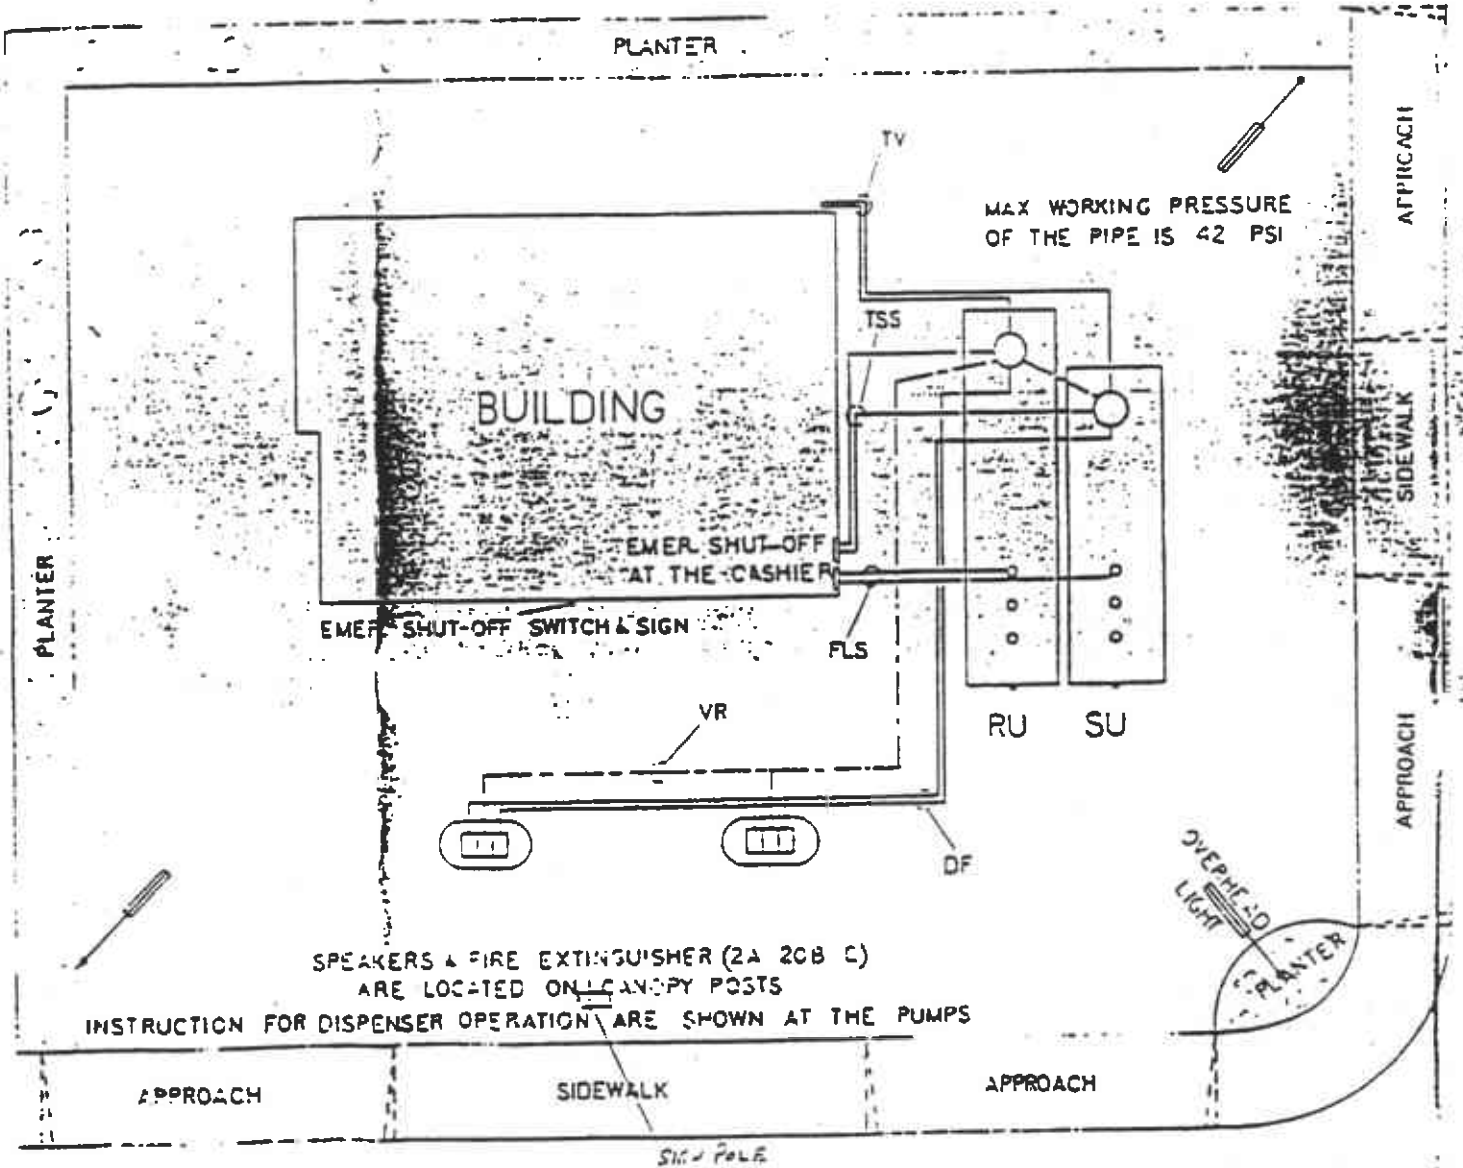 PLANTER
TV
APPROACH
MAX WORKING PRESSURE
OF THE PIPE IS 42 PSI
TSS
BUILDING
SIDEWALK
EMER SHUT-OFF
AT THE CASHIER
PLANTER
EMER SHUT-OFF SWITCH & SIGN
FLS
VR
RU SU
APPROACH
DF
OVERHEAD
LIGHT
PLANTER
SPEAKERS & FIRE EXTINGUISHER (2A 20B C)
ARE LOCATED ON CANOPY POSTS
INSTRUCTION FOR DISPENSER OPERATION ARE SHOWN AT THE PUMPS
APPROACH
SIDEWALK
APPROACH
SIGN POLE